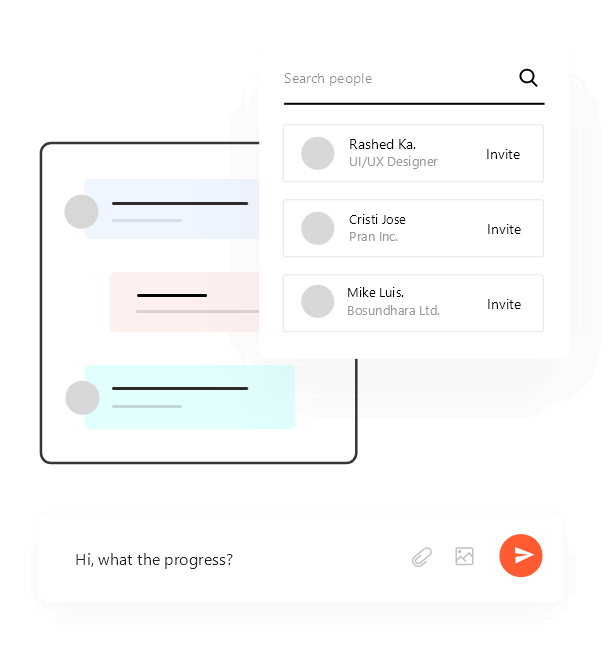 Search people
Rashed Ka.
UI/UX Designer
Invite
Cristi Jose
Pran Inc.
Invite
Mike Luis.
Bosundhara Ltd.
Invite
Hi, what the progress?